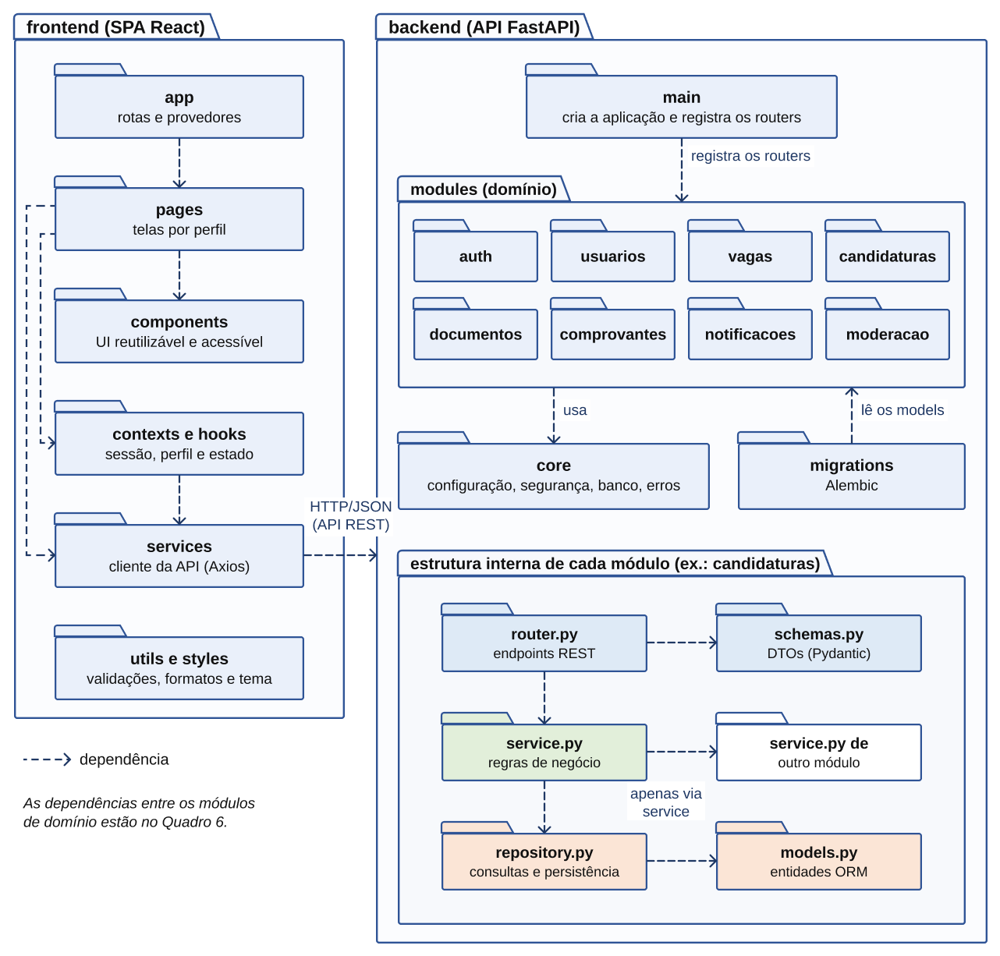 frontend (SPA React)
app
rotas e provedores
pages
telas por perfil
components
UI reutilizável e acessível
contexts e hooks
sessão, perfil e estado
services
cliente da API (Axios)
utils e styles
validações, formatos e tema
HTTP/JSON
(API REST)
backend (API FastAPI)
main
cria a aplicação e registra os routers
registra os routers
modules (domínio)
auth
usuarios
vagas
candidaturas
documentos
comprovantes
notificacoes
moderacao
usa
lê os models
core
configuração, segurança, banco, erros
migrations
Alembic
estrutura interna de cada módulo (ex.: candidaturas)
router.py
endpoints REST
schemas.py
DTOs (Pydantic)
service.py
regras de negócio
service.py de
outro módulo
apenas via
service
repository.py
consultas e persistência
models.py
entidades ORM
dependência
As dependências entre os módulos
de domínio estão no Quadro 6.